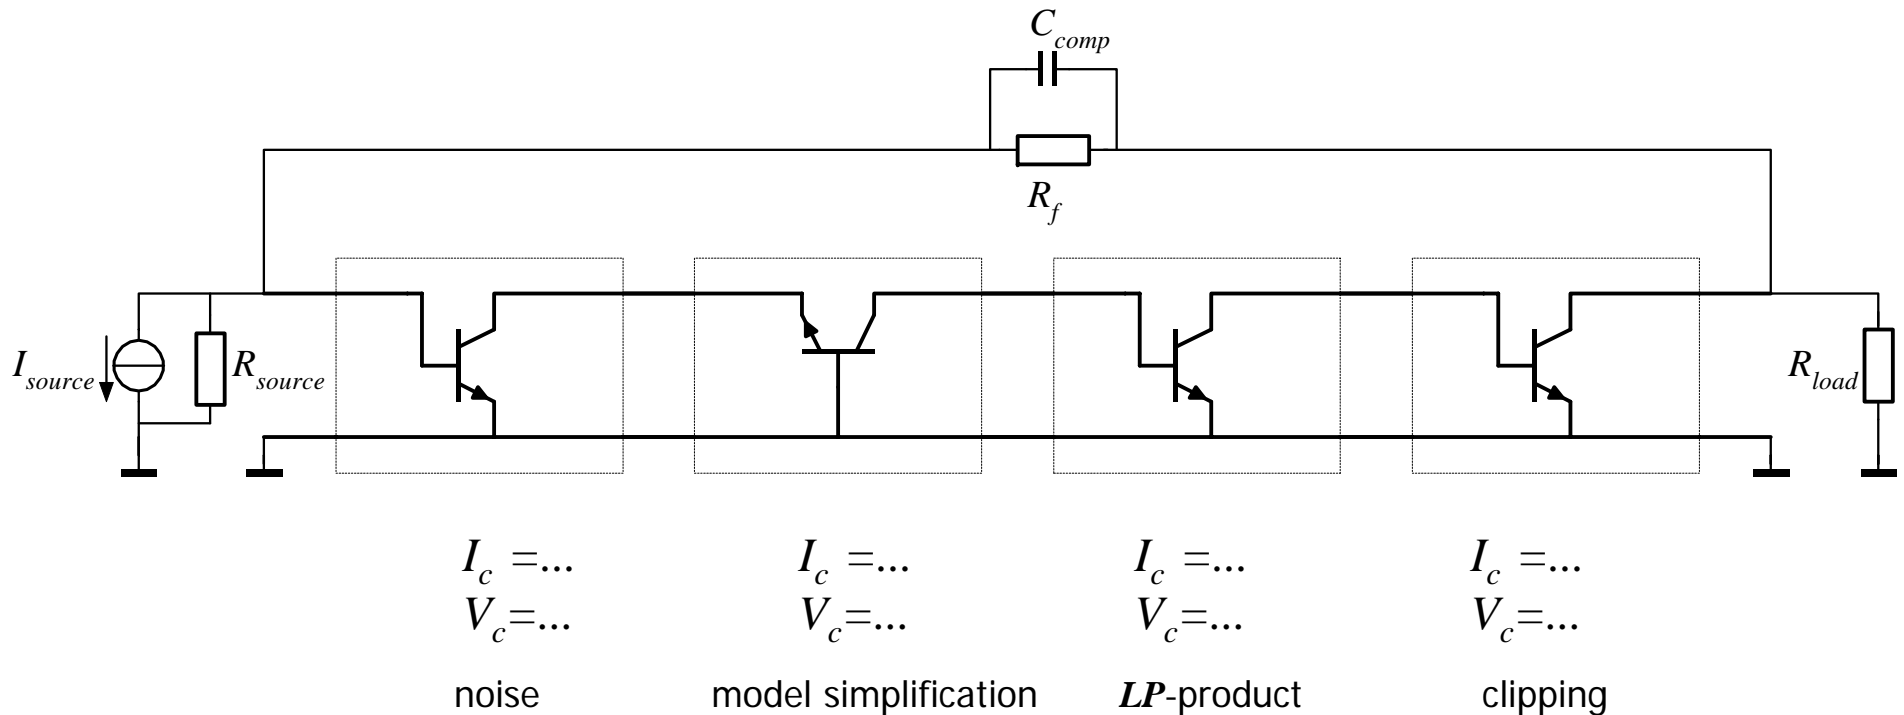 C_comp
R_f
I_source
R_source
R_load
I_c =... I_c =... I_c =... I_c =...
V_c=... V_c=... V_c=... V_c=...
noise model simplification LP-product clipping